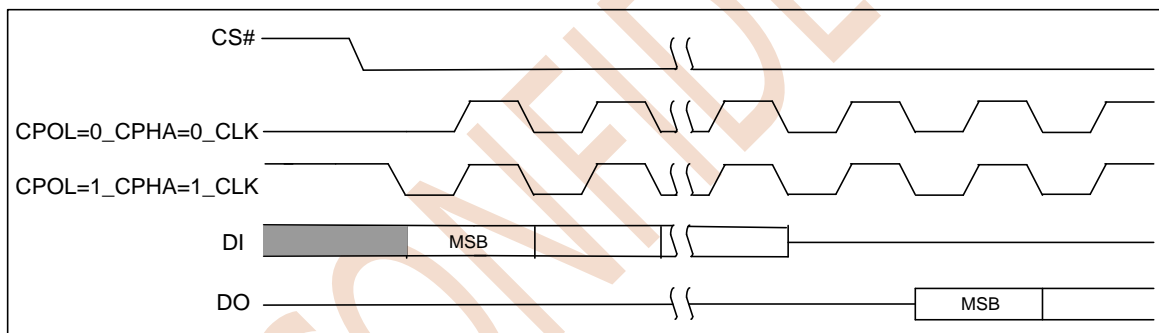 CS#
CPOL=0_CPHA=0_CLK
CPOL=1_CPHA=1_CLK
DI
MSB
DO
MSB